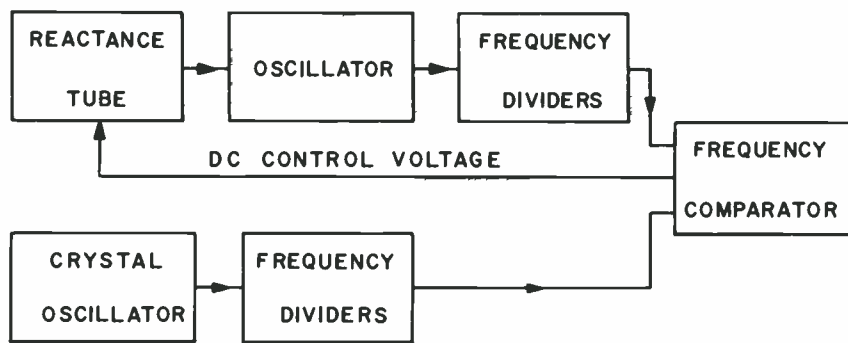 REACTANCE
TUBE
OSCILLATOR
FREQUENCY
DIVIDERS
DC CONTROL VOLTAGE
FREQUENCY
COMPARATOR
CRYSTAL
OSCILLATOR
FREQUENCY
DIVIDERS